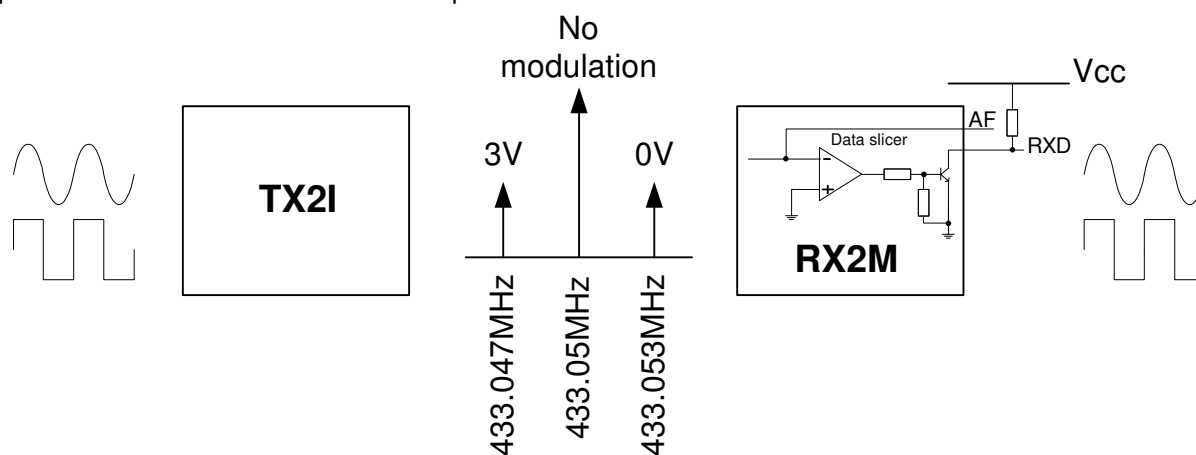 No
modulation
3V
0V
TX2I
433.047MHz
433.05MHz
433.053MHz
Vcc
AF
Data slicer
RXD
−
+
RX2M